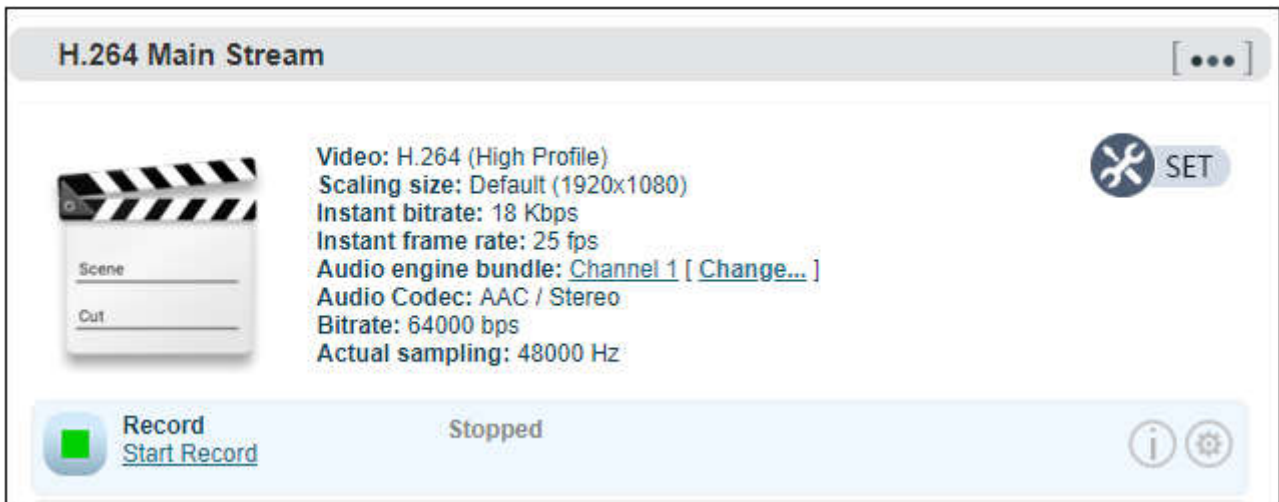 H.264 Main Stream
[•••]
Video: H.264 (High Profile)
SET
Scaling size: Default (1920x1080)
Instant bitrate: 18 Kbps
Instant frame rate: 25 fps
Scene
Audio engine bundle: Channel 1 [ Change... ]
Audio Codec: AAC / Stereo
Cut
Bitrate: 64000 bps
Actual sampling: 48000 Hz
Record
Stopped
Start Record